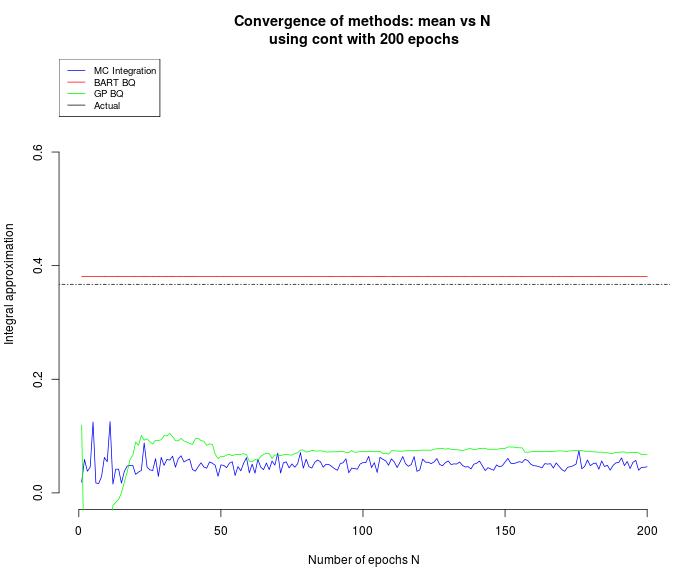 Convergence of methods: mean vs N
using cont with 200 epochs
MC Integration
BART BQ
GP BQ
Actual
Integral approximation
0.6
0.4
0.2
0.0
0 50 100 150 200
Number of epochs N